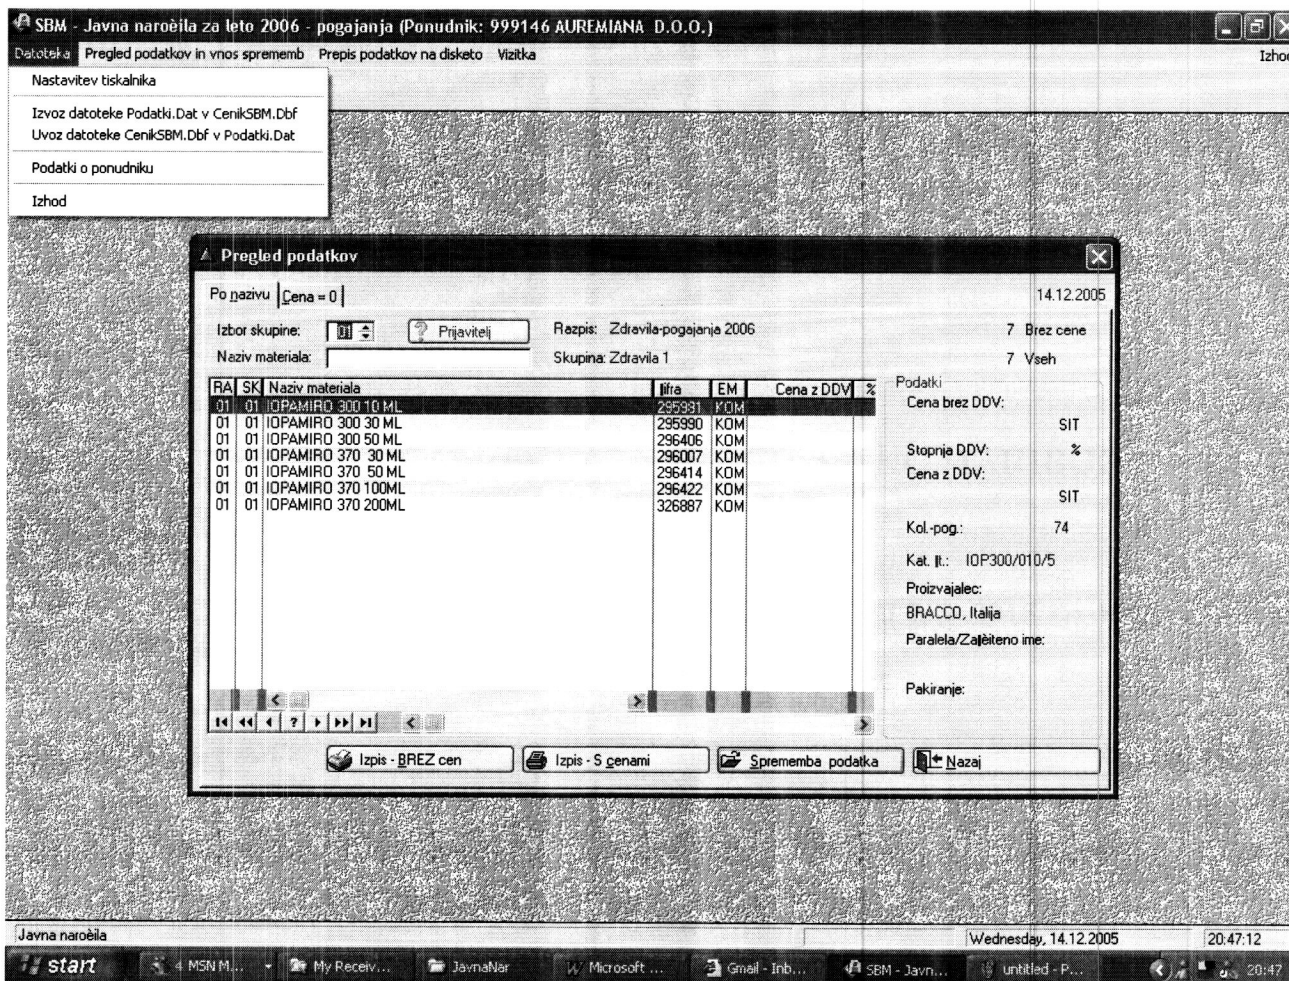 SBM - Javna naroèila za leto 2006 - pogajanja (Ponudnik: 999146 AUREMIANA D.O.O.)
Datoteka Pregled podatkov in vnos sprememb Prepis podatkov na disketo Vizitka Izhod
Nastavitev tiskalnika
Izvoz datoteke Podatki.Dat v CenikSBM.Dbf
Uvoz datoteke CenikSBM.Dbf v Podatki.Dat
Podatki o ponudniku
Izhod
Pregled podatkov
Po nazivu Cena = 0 14.12.2005
Izbor skupine: 01 ? Prijavitelj Razpis: Zdravila-pogajanja 2006 7 Brez cene
Naziv materiala: Skupina: Zdravila 1 7 Vseh
RA SK Naziv materiala ‖ifra EM Cena z DDV %
01 01 IOPAMIRO 300 10 ML 295991 KOM
01 01 IOPAMIRO 300 30 ML 295990 KOM
01 01 IOPAMIRO 300 50 ML 296406 KOM
01 01 IOPAMIRO 370 30 ML 296007 KOM
01 01 IOPAMIRO 370 50 ML 296414 KOM
01 01 IOPAMIRO 370 100ML 296422 KOM
01 01 IOPAMIRO 370 200ML 326887 KOM
Podatki
Cena brez DDV:
SIT
Stopnja DDV: %
Cena z DDV:
SIT
Kol.-pog.: 74
Kat. ‖t.: IOP300/010/5
Proizvajalec:
BRACCO, Italija
Paralela/Za‖èiteno ime:
Pakiranje:
Izpis - BREZ cen Izpis - S cenami Sprememba podatka Nazaj
Javna naroèila Wednesday, 14.12.2005 20:47:12
start 4 MSN M... My Receiv... JavnaNar Microsoft ... Gmail - Inb... SBM - Javn... untitled - P... 20:47